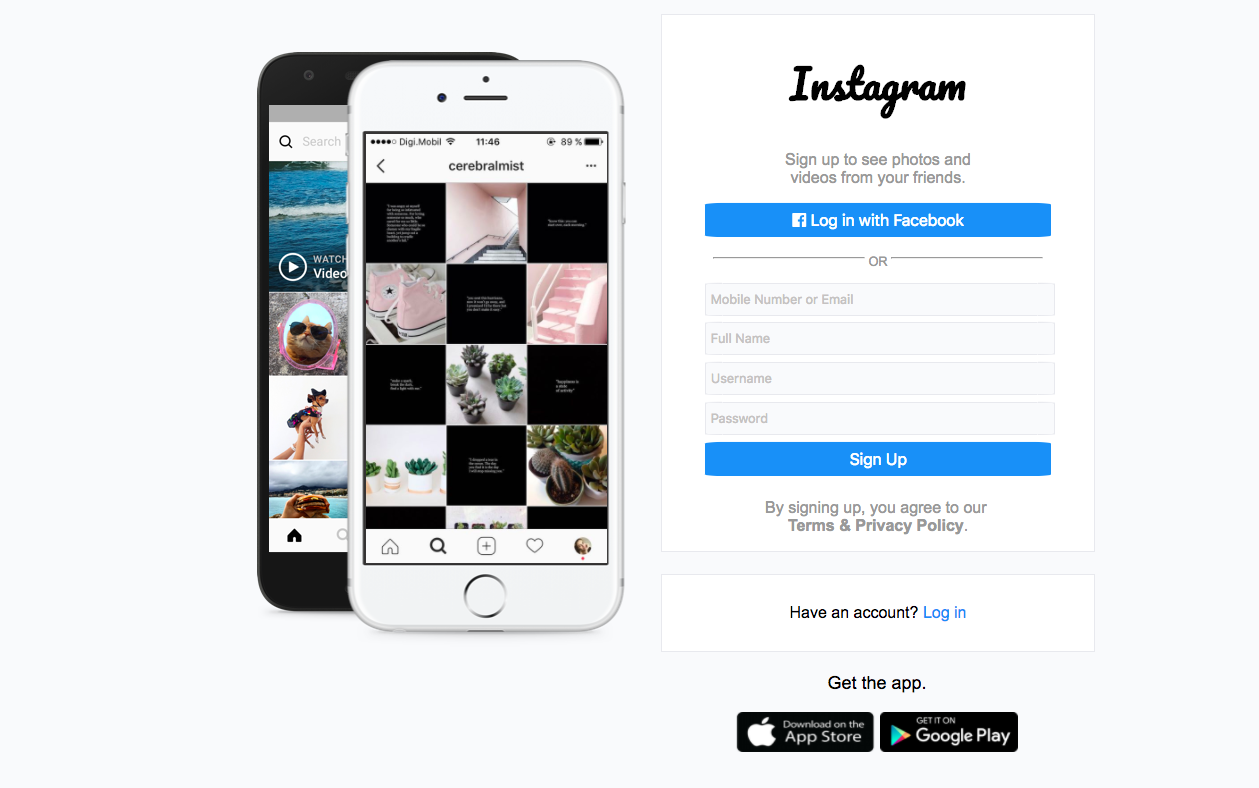 Search
WATCH
Video
Digi.Mobil
11:46
89 %
cerebralmist
Instagram
Sign up to see photos and
videos from your friends.
Log in with Facebook
OR
Mobile Number or Email
Full Name
Username
Password
Sign Up
By signing up, you agree to our
Terms & Privacy Policy.
Have an account? Log in
Get the app.
Download on the
App Store
GET IT ON
Google Play